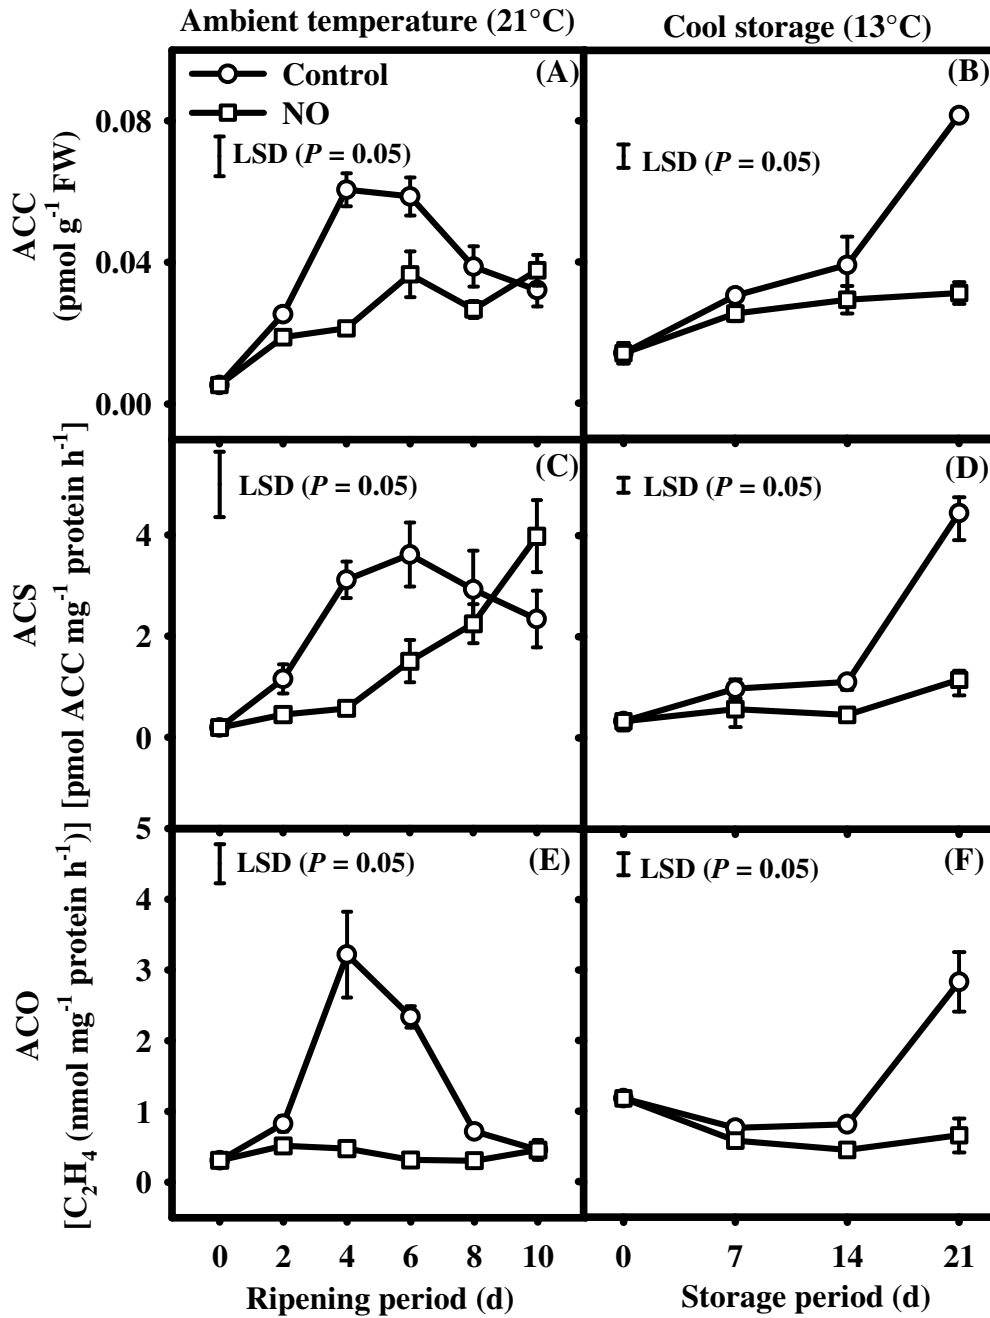 Ambient temperature (21°C)
Cool storage (13°C)
Control
NO
(A)
(B)
LSD (P = 0.05)
LSD (P = 0.05)
0.08
0.04
0.00
ACC
(pmol g⁻¹ FW)
(C)
(D)
LSD (P = 0.05)
LSD (P = 0.05)
4
2
0
ACS
[pmol ACC mg⁻¹ protein h⁻¹]
(E)
(F)
LSD (P = 0.05)
LSD (P = 0.05)
5
4
3
2
1
0
ACO
[C₂H₄ (nmol mg⁻¹ protein h⁻¹)]
0 2 4 6 8 10
0 7 14 21
Ripening period (d)
Storage period (d)